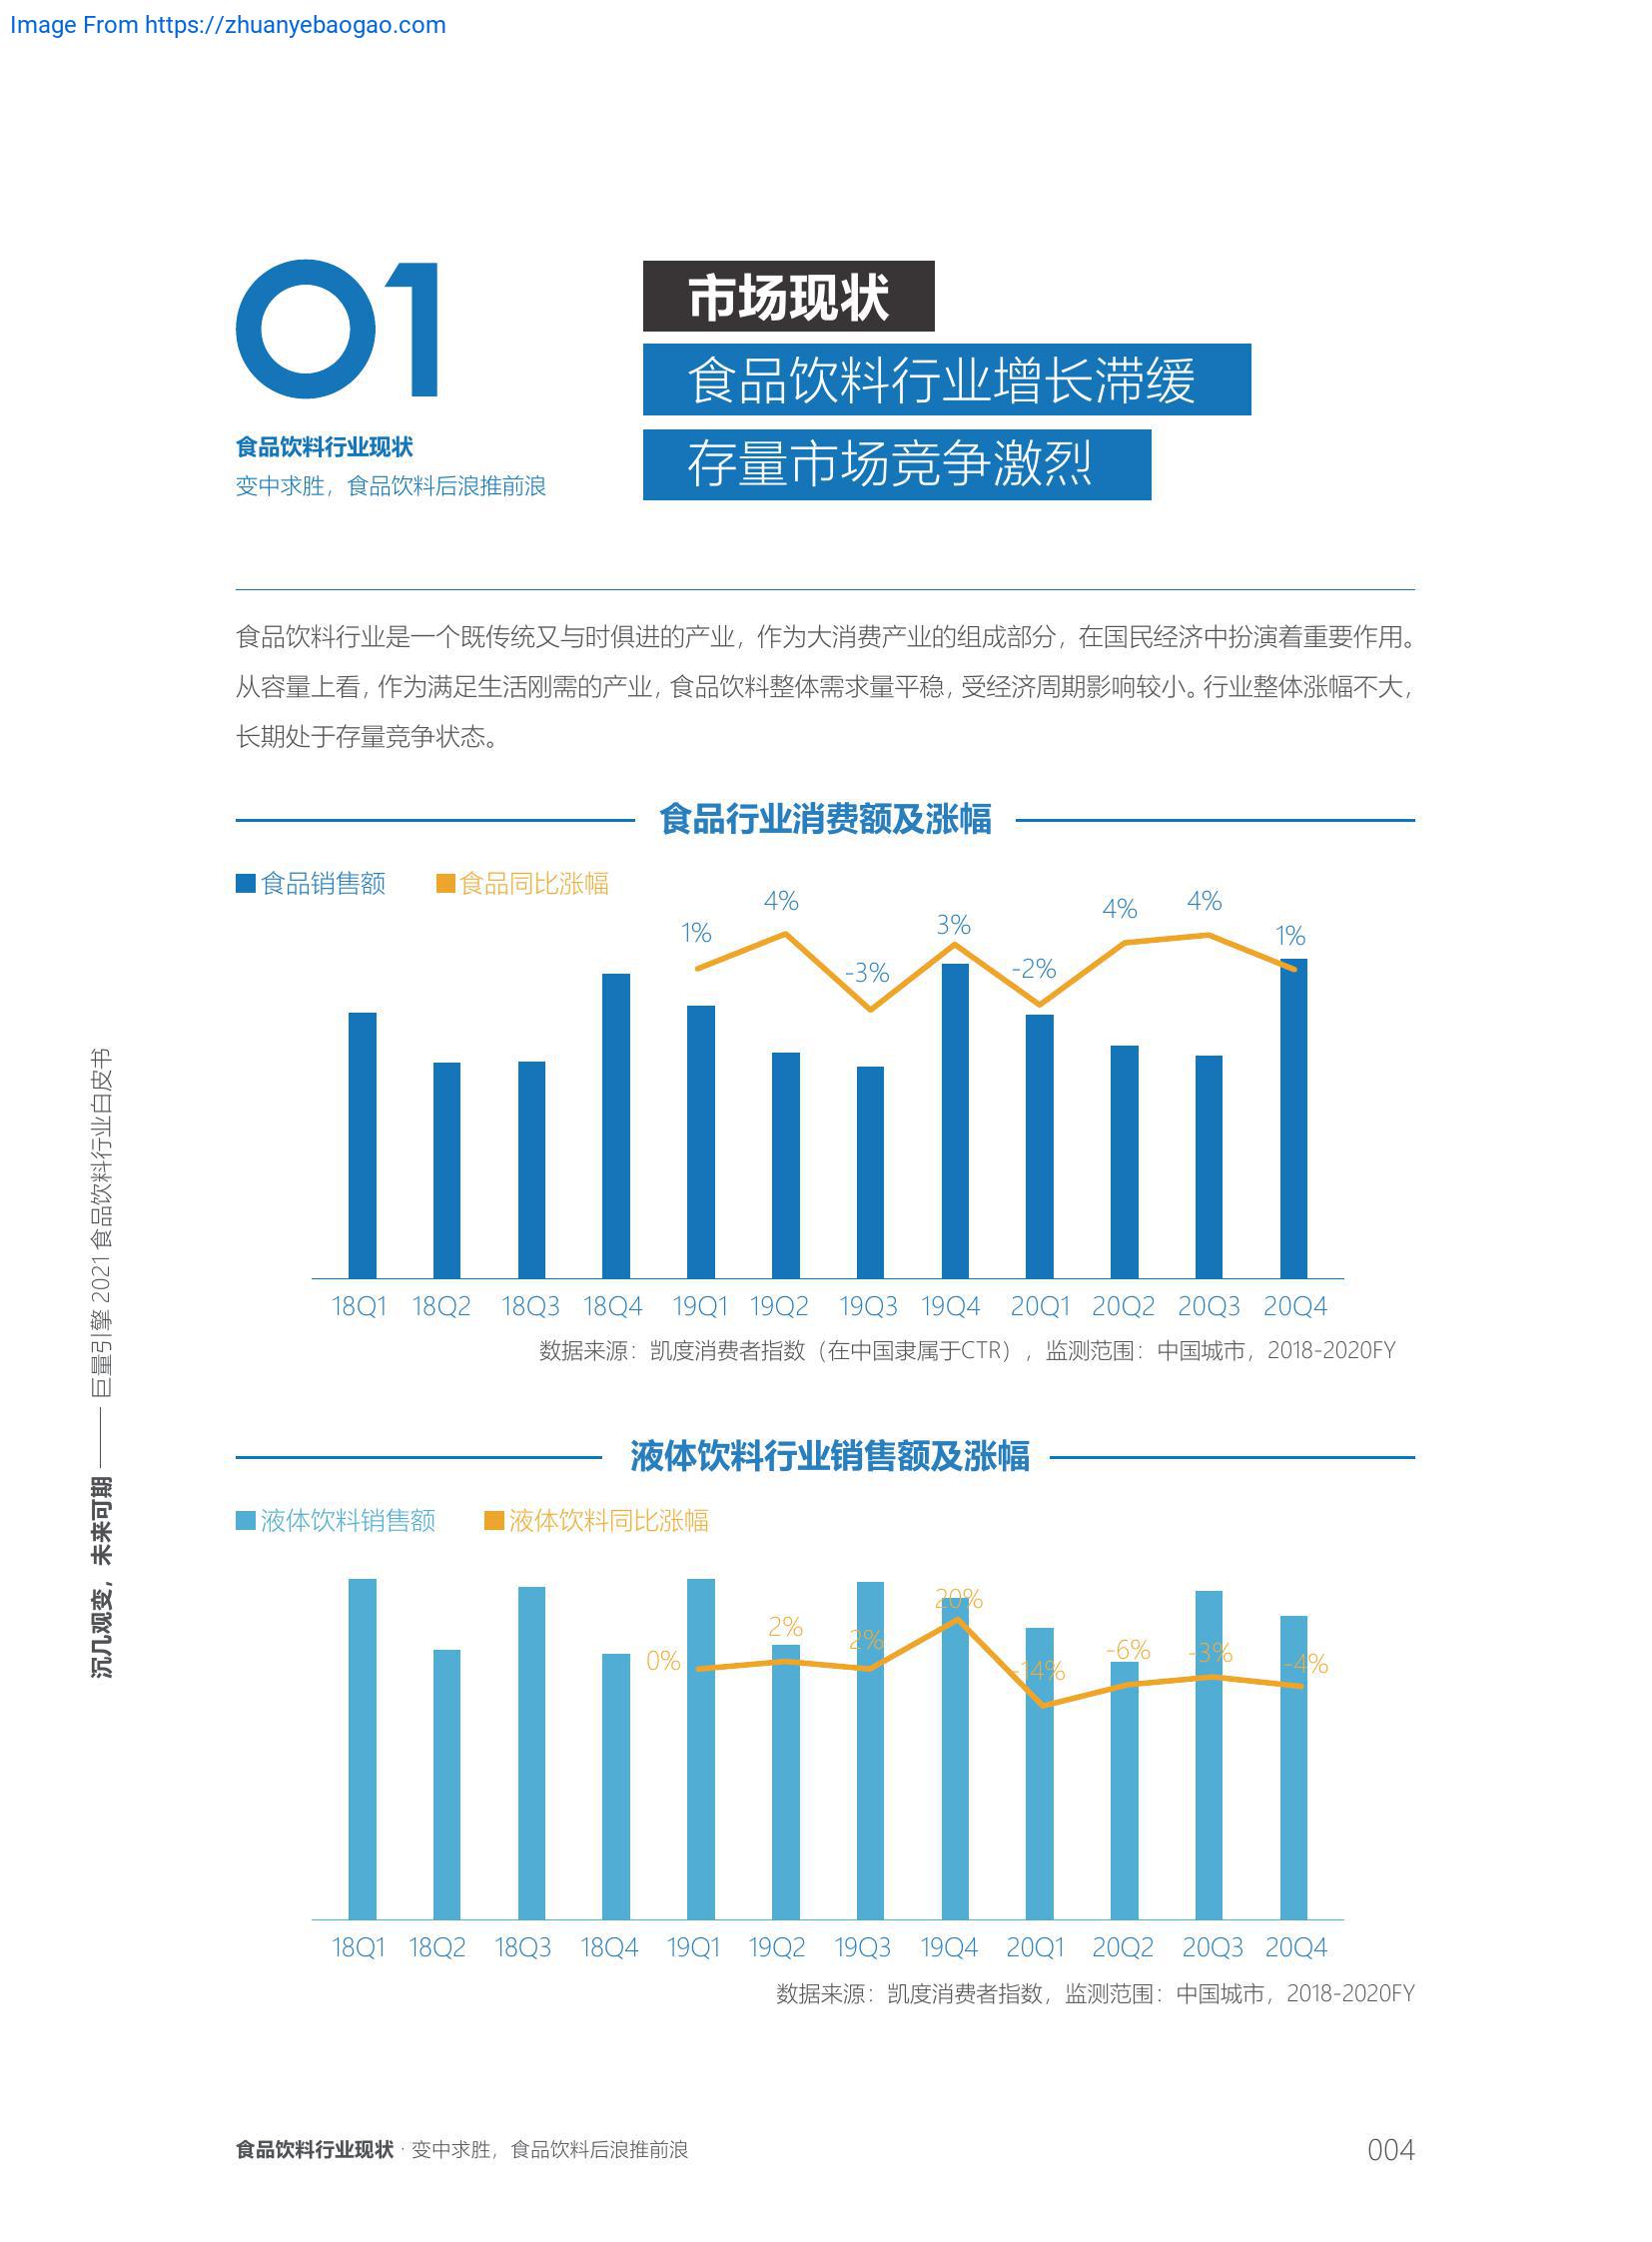 Image From https://zhuanyebaogao.com
01
食品饮料行业现状
变中求胜，食品饮料后浪推前浪
市场现状
食品饮料行业增长滞缓
存量市场竞争激烈
食品饮料行业是一个既传统又与时俱进的产业，作为大消费产业的组成部分，在国民经济中扮演着重要作用。
从容量上看，作为满足生活刚需的产业，食品饮料整体需求量平稳，受经济周期影响较小。行业整体涨幅不大，
长期处于存量竞争状态。
食品行业消费额及涨幅
食品销售额 食品同比涨幅
1% 4% -3% 3% -2% 4% 4% 1%
18Q1 18Q2 18Q3 18Q4 19Q1 19Q2 19Q3 19Q4 20Q1 20Q2 20Q3 20Q4
数据来源：凯度消费者指数（在中国隶属于CTR），监测范围：中国城市，2018-2020FY
液体饮料行业销售额及涨幅
液体饮料销售额 液体饮料同比涨幅
0% 2% 2% 20% -14% -6% -3% -4%
18Q1 18Q2 18Q3 18Q4 19Q1 19Q2 19Q3 19Q4 20Q1 20Q2 20Q3 20Q4
数据来源：凯度消费者指数，监测范围：中国城市，2018-2020FY
沉几观变，未来可期 —— 巨量引擎 2021 食品饮料行业白皮书
食品饮料行业现状 · 变中求胜，食品饮料后浪推前浪
004